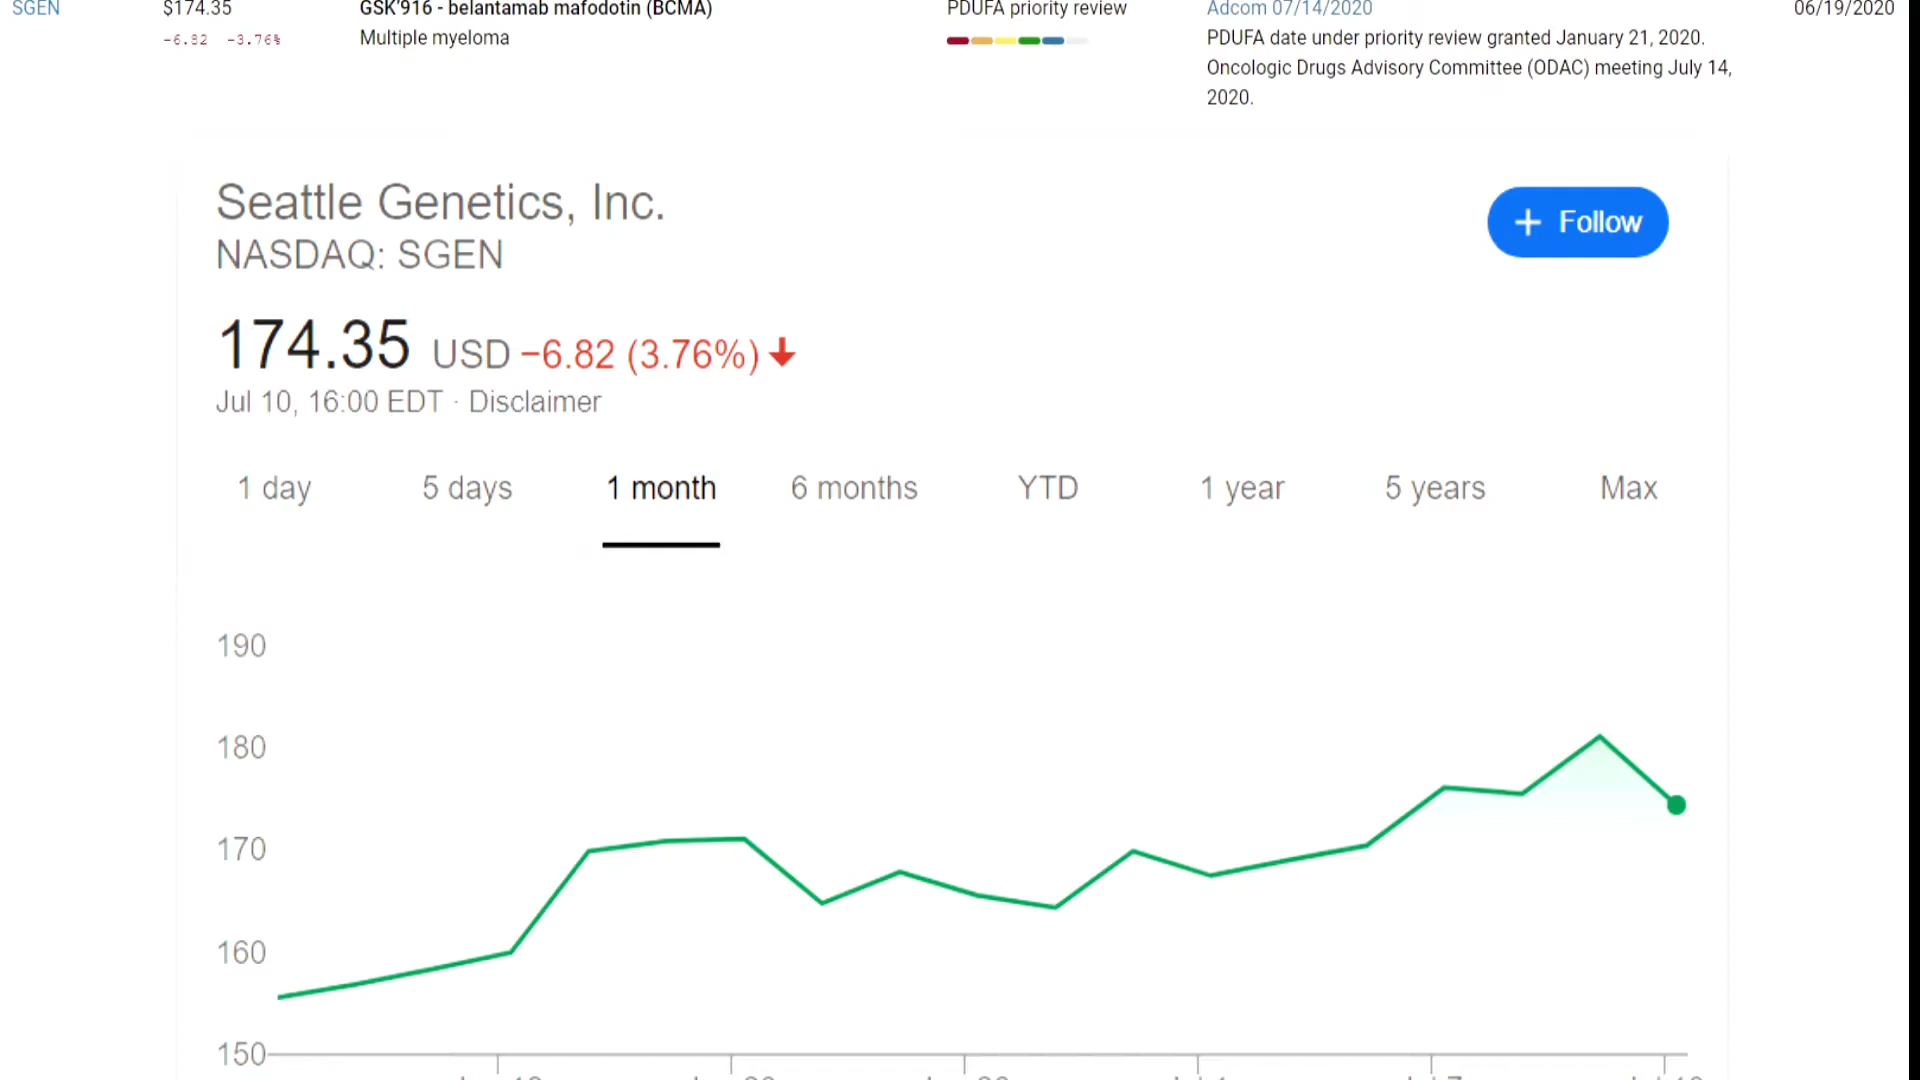 SGEN $174.35 GSK'916 - belantamab mafodotin (BCMA) PDUFA priority review Adcom 07/14/2020 06/19/2020
-6.82 -3.76% Multiple myeloma PDUFA date under priority review granted January 21, 2020.
Oncologic Drugs Advisory Committee (ODAC) meeting July 14,
2020.
Seattle Genetics, Inc.
+ Follow
NASDAQ: SGEN
174.35 USD −6.82 (3.76%)
Jul 10, 16:00 EDT · Disclaimer
1 day 5 days 1 month 6 months YTD 1 year 5 years Max
190
180
170
160
150